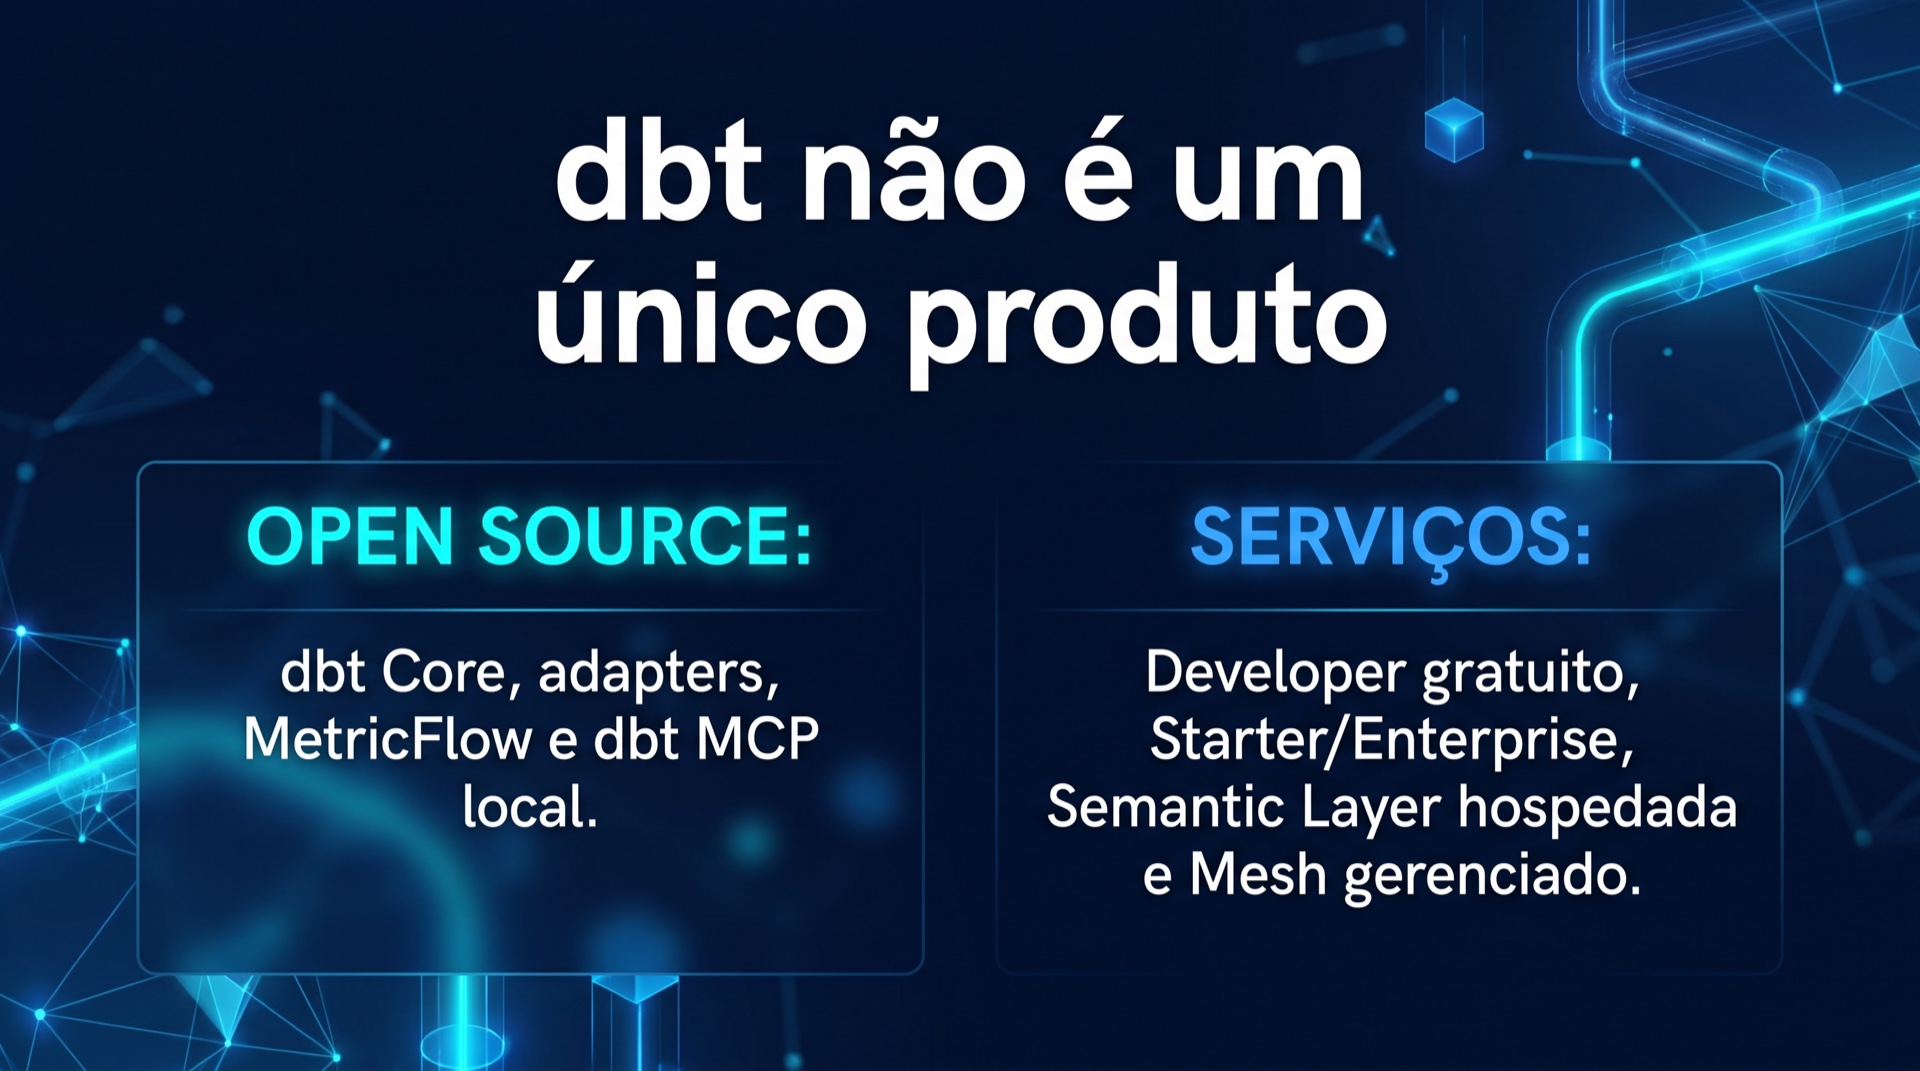 dbt não é um
único produto
OPEN SOURCE:
dbt Core, adapters,
MetricFlow e dbt MCP
local.
SERVIÇOS:
Developer gratuito,
Starter/Enterprise,
Semantic Layer hospedada
e Mesh gerenciado.